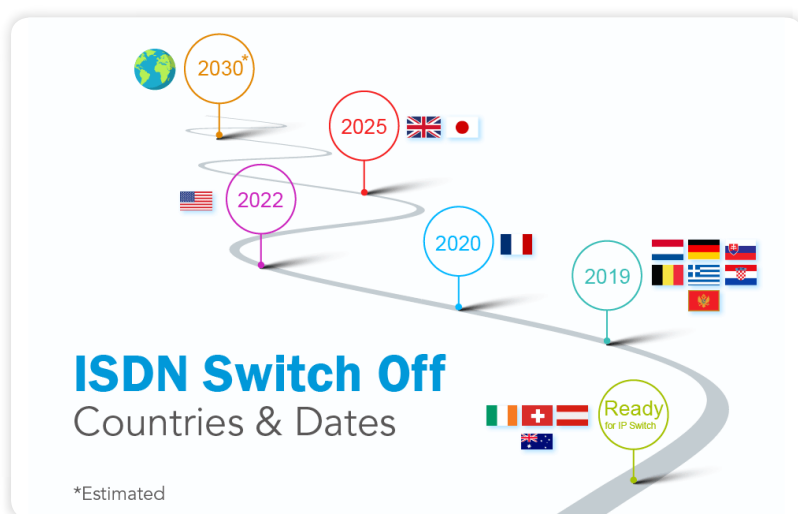 2030*
2025
2022
2020
2019
ISDN Switch Off
Countries & Dates
Ready
for IP Switch
*Estimated